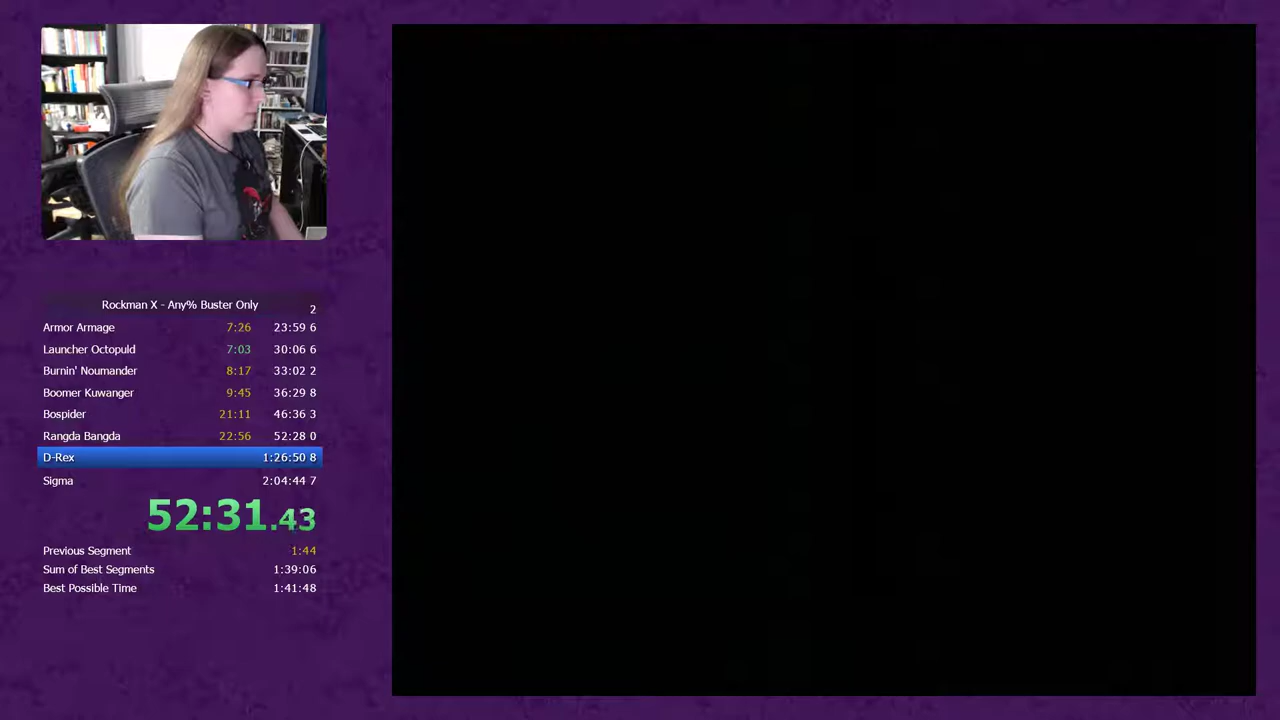 Rockman X - Any% Buster Only
2
Armor Armage 7:26 23:59 6
Launcher Octopuld 7:03 30:06 6
Burnin' Noumander 8:17 33:02 2
Boomer Kuwanger 9:45 36:29 8
Bospider 21:11 46:36 3
Rangda Bangda 22:56 52:28 0
D-Rex 1:26:50 8
Sigma 2:04:44 7
52:31.43
Previous Segment 1:44
Sum of Best Segments 1:39:06
Best Possible Time 1:41:48